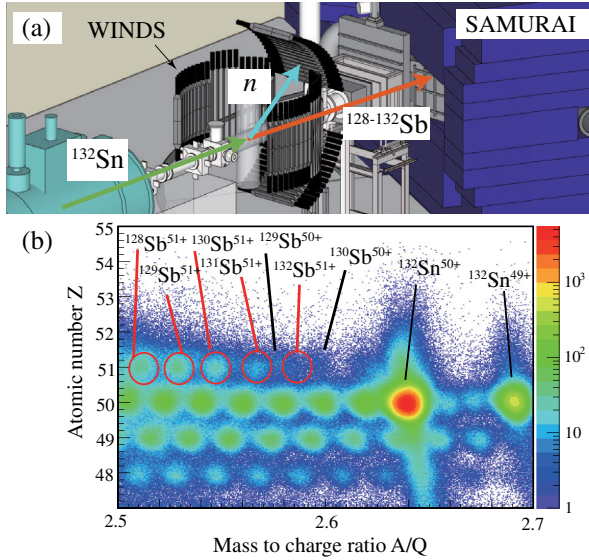 (a)
WINDS
SAMURAI
n
¹³²Sn
¹²⁸⁻¹³²Sb
(b)
¹²⁸Sb⁵¹⁺ ¹³⁰Sb⁵¹⁺ ¹²⁹Sb⁵⁰⁺ ¹³⁰Sb⁵⁰⁺
¹²⁹Sb⁵¹⁺ ¹³¹Sb⁵¹⁺ ¹³²Sb⁵¹⁺ ¹³²Sn⁵⁰⁺ ¹³²Sn⁴⁹⁺
Atomic number Z
55
54
53
52
51
50
49
48
2.5 2.6 2.7
Mass to charge ratio A/Q
10³
10²
10
1